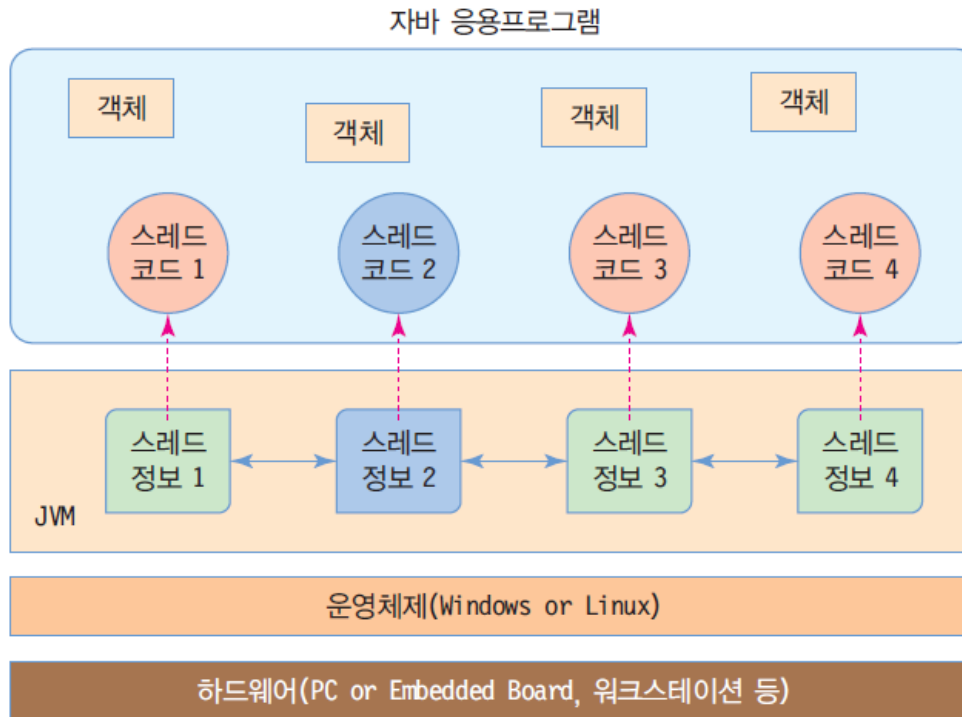 자바 응용프로그램
객체
객체
객체
객체
스레드
코드 1
스레드
코드 2
스레드
코드 3
스레드
코드 4
스레드
정보 1
스레드
정보 2
스레드
정보 3
스레드
정보 4
JVM
운영체제(Windows or Linux)
하드웨어(PC or Embedded Board, 워크스테이션 등)